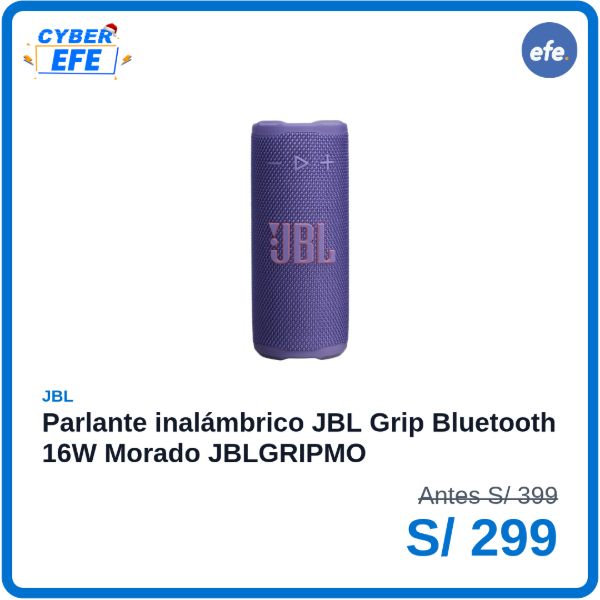 CYBER
EFE
efe.
JBL
JBL
Parlante inalámbrico JBL Grip Bluetooth
16W Morado JBLGRIPMO
Antes S/ 399
S/ 299